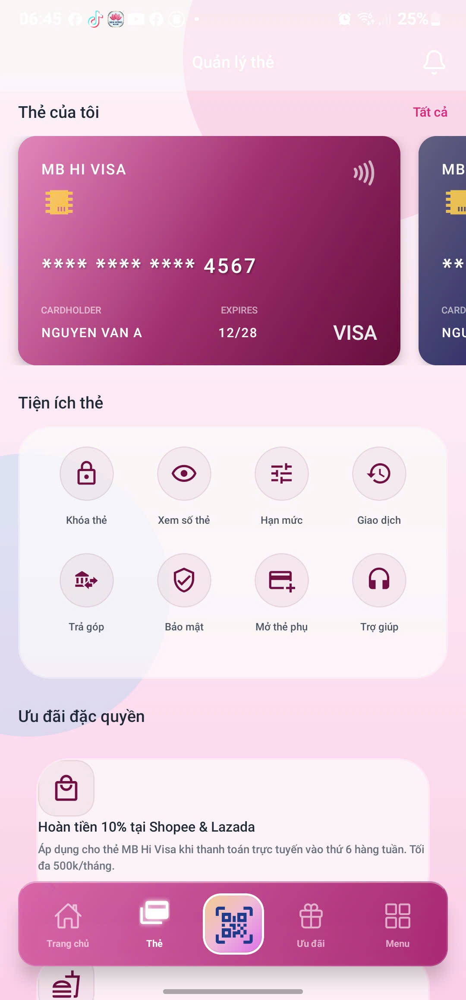 06:45
25%
Quản lý thẻ
Thẻ của tôi
Tất cả
MB HI VISA
MB
**** **** **** 4567
**
CARDHOLDER
EXPIRES
CARD
NGUYEN VAN A
12/28
VISA
NGU
Tiện ích thẻ
Khóa thẻ
Xem số thẻ
Hạn mức
Giao dịch
Trả góp
Bảo mật
Mở thẻ phụ
Trợ giúp
Ưu đãi đặc quyền
Hoàn tiền 10% tại Shopee & Lazada
Áp dụng cho thẻ MB Hi Visa khi thanh toán trực tuyến vào thứ 6 hàng tuần. Tối
đa 500k/tháng.
Trang chủ
Thẻ
Ưu đãi
Menu